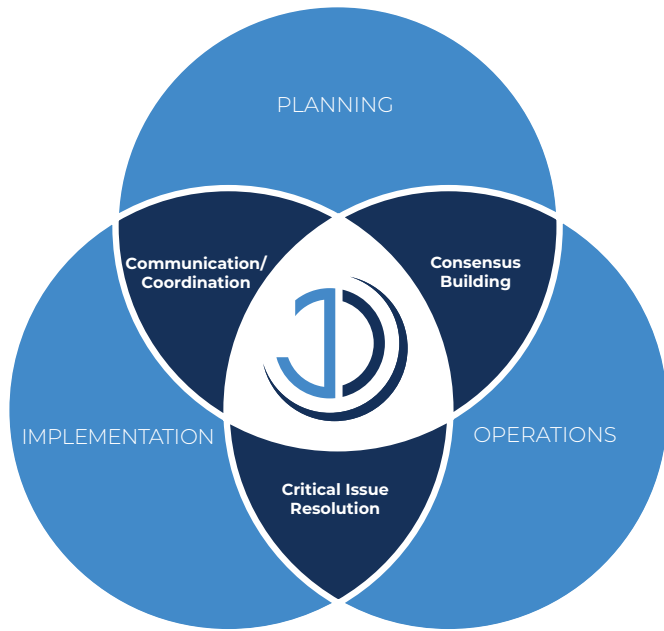 PLANNING
Communication/
Coordination
Consensus
Building
IMPLEMENTATION
OPERATIONS
Critical Issue
Resolution